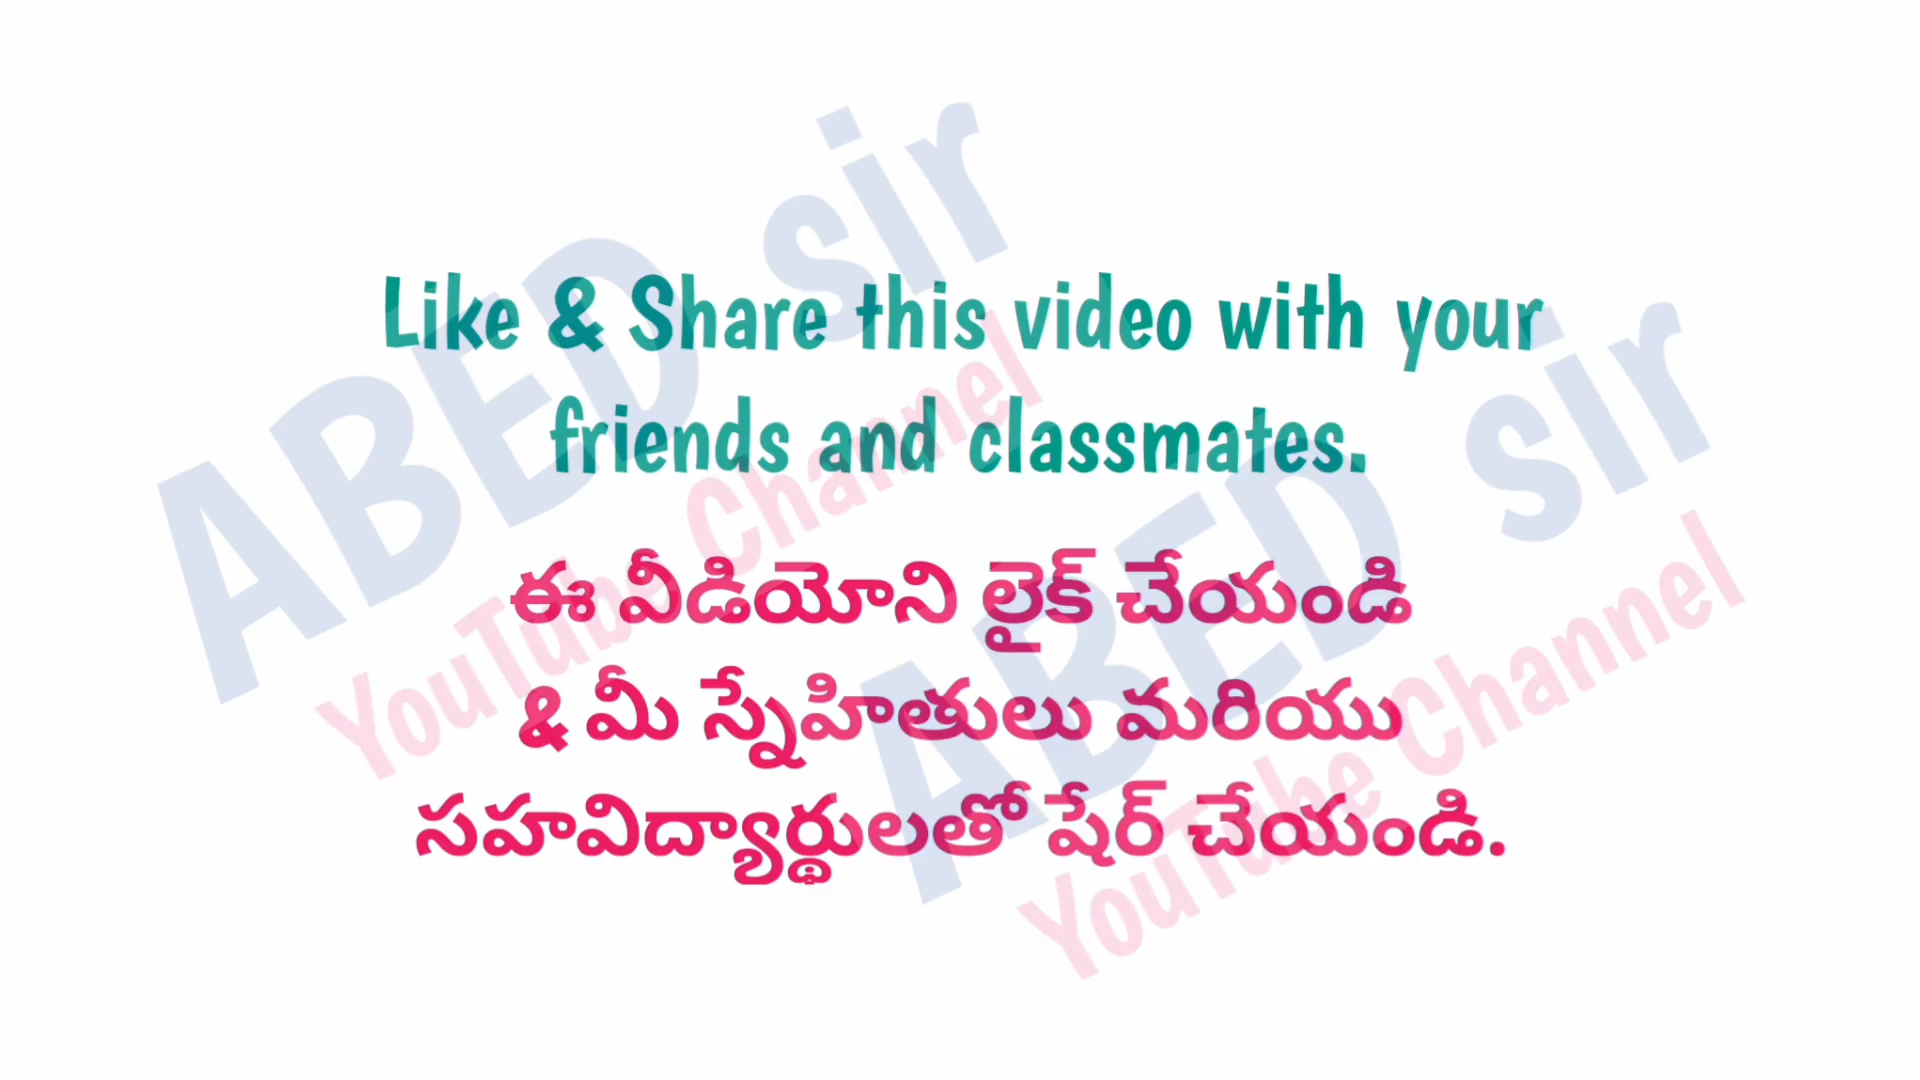 Like & Share this video with your
friends and classmates.
ఈ వీడియోని లైక్ చేయండి
& మీ స్నేహితులు మరియు
సహవిద్యార్థులతో షేర్ చేయండి.
ABED sir
YouTube Channel
ABED sir
YouTube Channel